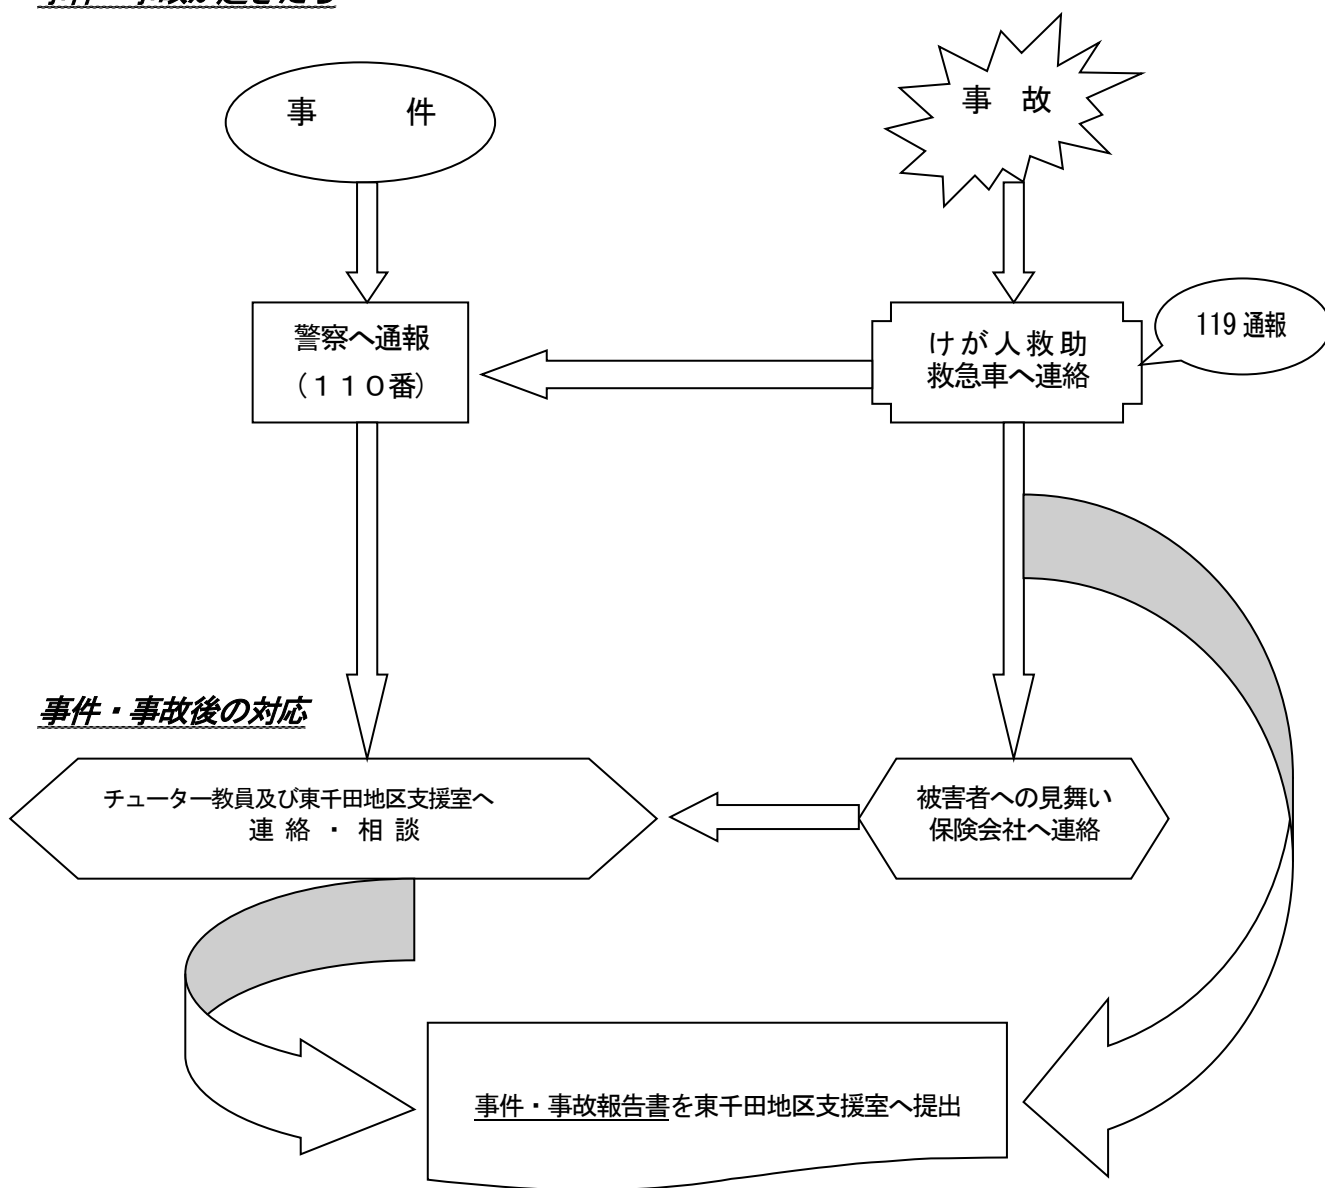 事　件
事　故
警察へ通報
（１１０番）
けが人救助
救急車へ連絡
119 通報
事件・事故後の対応
チューター教員及び東千田地区支援室へ
連 絡 ・ 相 談
被害者への見舞い
保険会社へ連絡
事件・事故報告書を東千田地区支援室へ提出